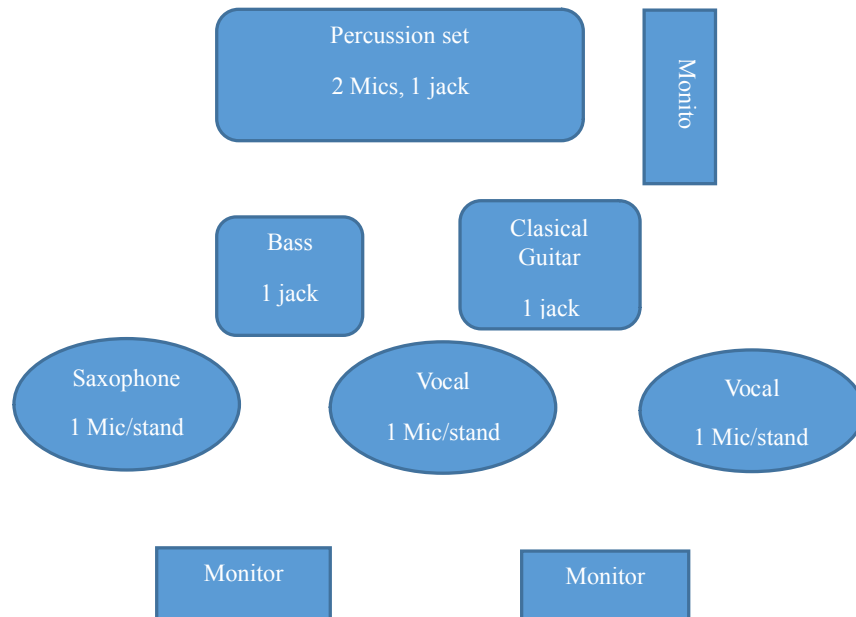 Percussion set
2 Mics, 1 jack
Monito
Bass
1 jack
Clasical
Guitar
1 jack
Saxophone
1 Mic/stand
Vocal
1 Mic/stand
Vocal
1 Mic/stand
Monitor
Monitor